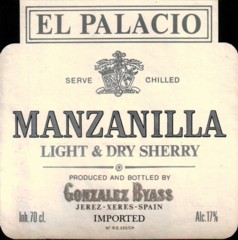 EL PALACIO
SERVE CHILLED
MANZANILLA
LIGHT & DRY SHERRY
PRODUCED AND BOTTLED BY
GONZALEZ BYASS
JEREZ-XERES-SPAIN
Inh. 70 cl. IMPORTED Alc. 17%